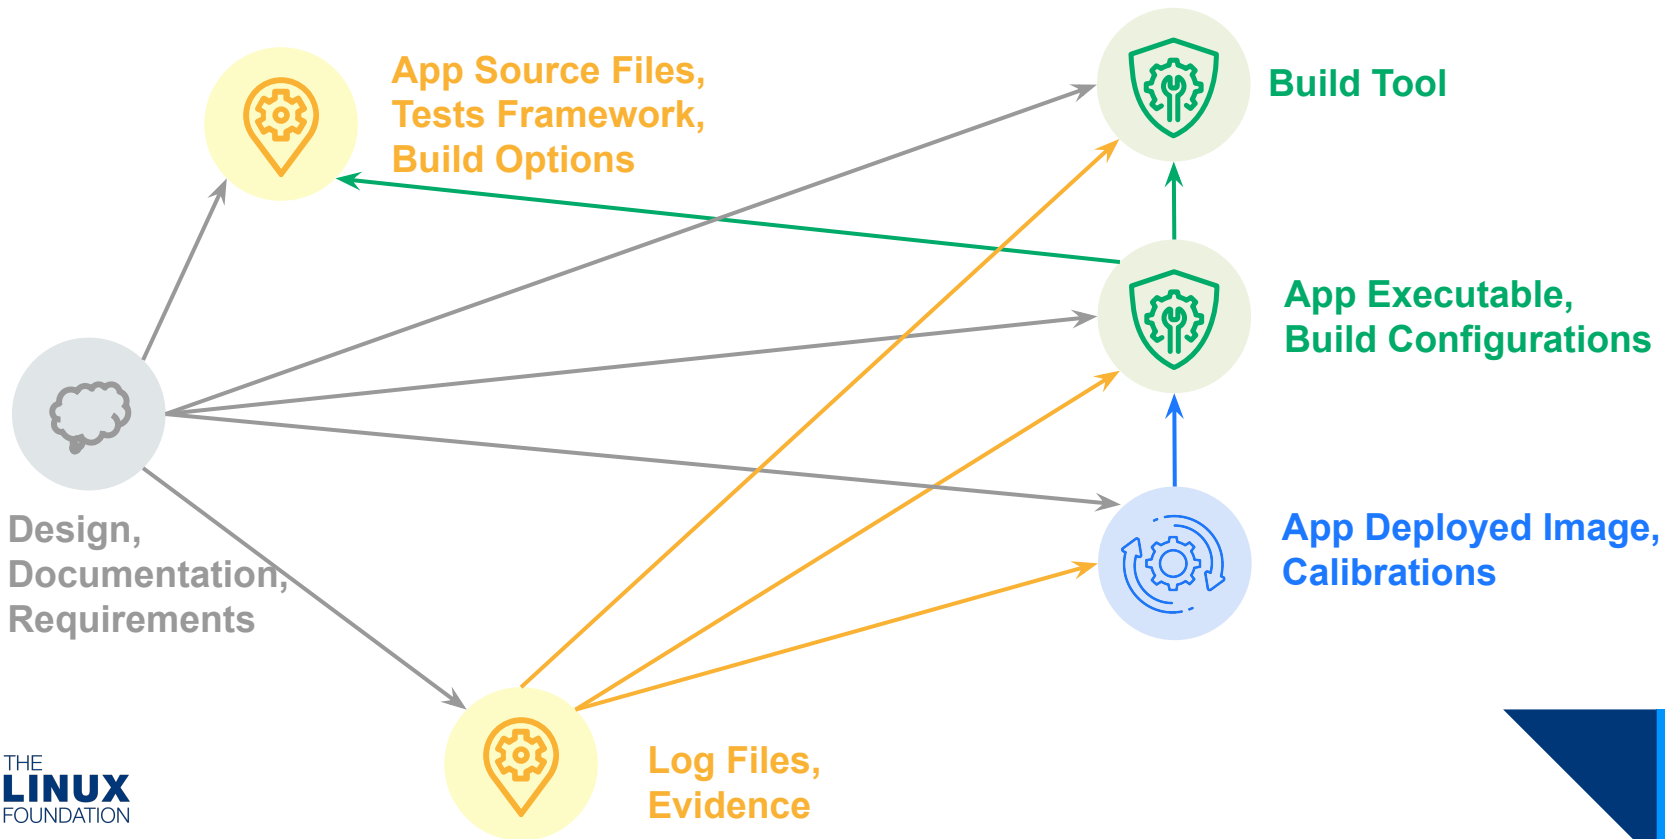 App Source Files,
Tests Framework,
Build Options
Build Tool
App Executable,
Build Configurations
Design,
Documentation,
Requirements
App Deployed Image,
Calibrations
Log Files,
Evidence
THE
LINUX
FOUNDATION